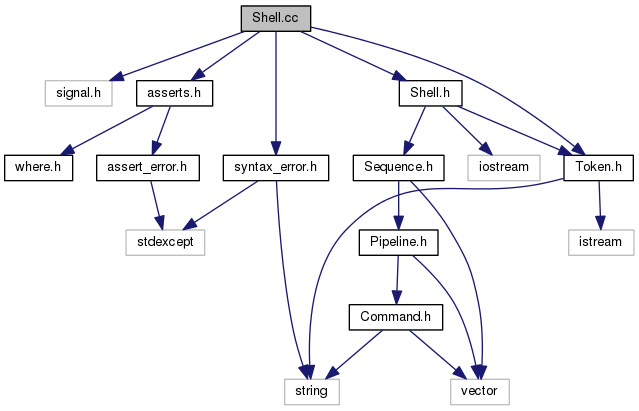 Shell.cc
signal.h
asserts.h
Shell.h
where.h
assert_error.h
syntax_error.h
Sequence.h
iostream
Token.h
stdexcept
Pipeline.h
istream
Command.h
string
vector